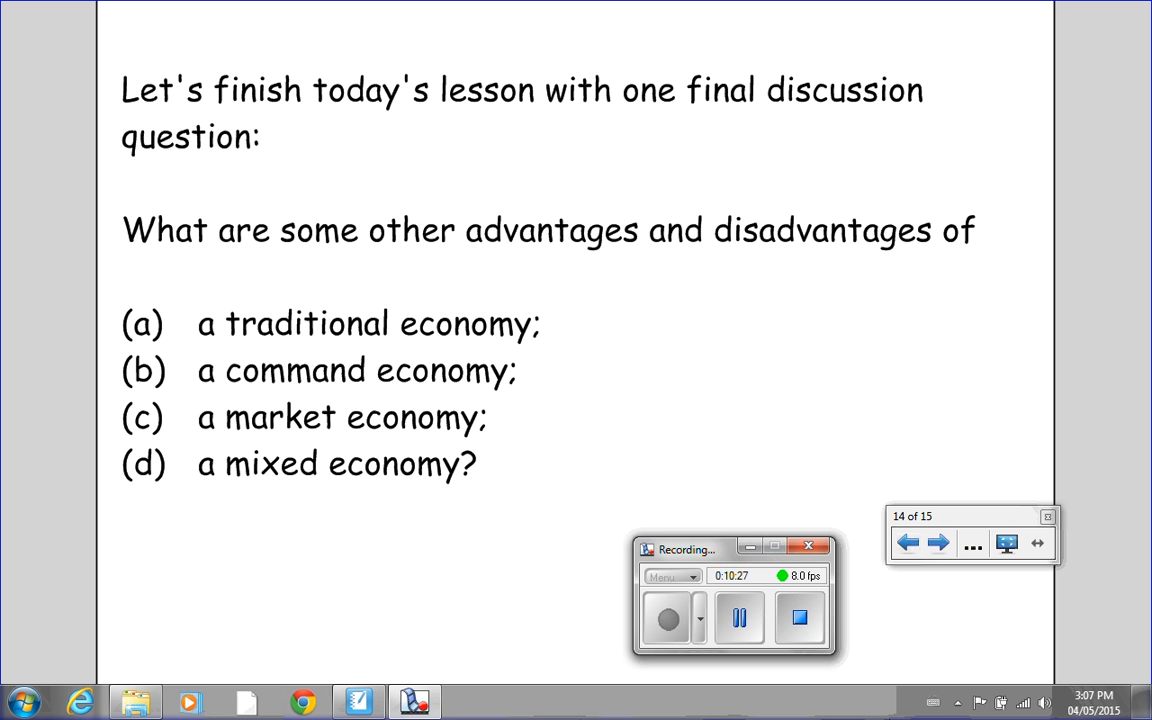 Let's finish today's lesson with one final discussion
question:
What are some other advantages and disadvantages of
(a) a traditional economy;
(b) a command economy;
(c) a market economy;
(d) a mixed economy?
14 of 15
...
Recording...
Menu
0:10:27
8.0 fps
3:07 PM
04/05/2015